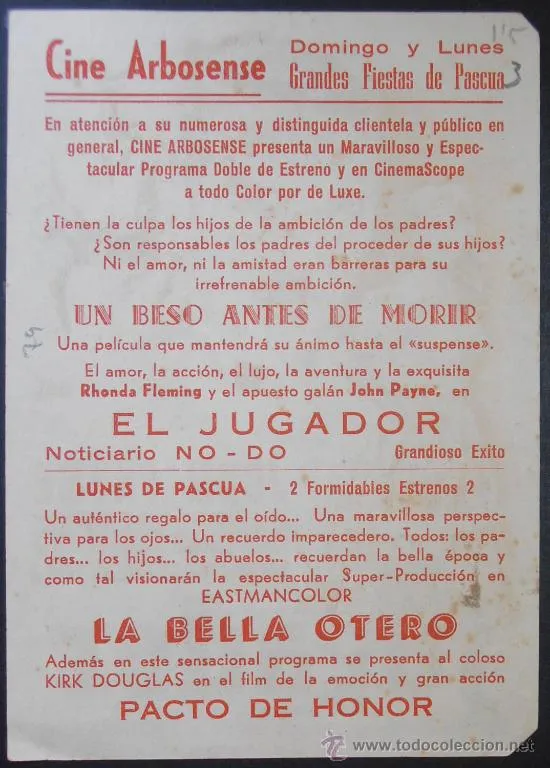 1'5
3
Cine Arbosense
Domingo y Lunes
Grandes Fiestas de Pascua
En atención a su numerosa y distinguida clientela y público en
general, CINE ARBOSENSE presenta un Maravilloso y Espec-
tacular Programa Doble de Estreno y en CinemaScope
a todo Color por de Luxe.
¿Tienen la culpa los hijos de la ambición de los padres?
¿Son responsables los padres del proceder de sus hijos?
Ni el amor, ni la amistad eran barreras para su
irrefrenable ambición.
UN BESO ANTES DE MORIR
Una película que mantendrá su ánimo hasta el «suspense».
El amor, la acción, el lujo, la aventura y la exquisita
Rhonda Fleming y el apuesto galán John Payne, en
EL JUGADOR
Noticiario NO-DO Grandioso Exito
LUNES DE PASCUA - 2 Formidables Estrenos 2
Un auténtico regalo para el oído... Una maravillosa perspec-
tiva para los ojos... Un recuerdo imparecedero. Todos: los pa-
dres... los hijos... los abuelos... recuerdan la bella época y
como tal visionarán la espectacular Super-Producción en
EASTMANCOLOR
LA BELLA OTERO
Además en este sensacional programa se presenta al coloso
KIRK DOUGLAS en el film de la emoción y gran acción
PACTO DE HONOR
todocoleccion.net
www.todocoleccion.net